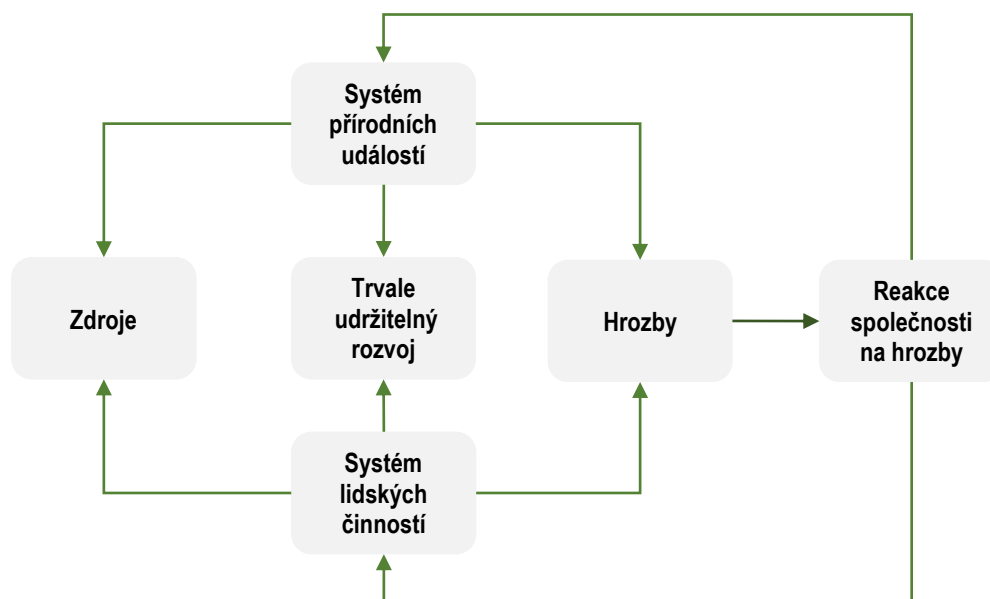 Systém
přírodních
událostí
Zdroje
Trvale
udržitelný
rozvoj
Hrozby
Reakce
společnosti
na hrozby
Systém
lidských
činností